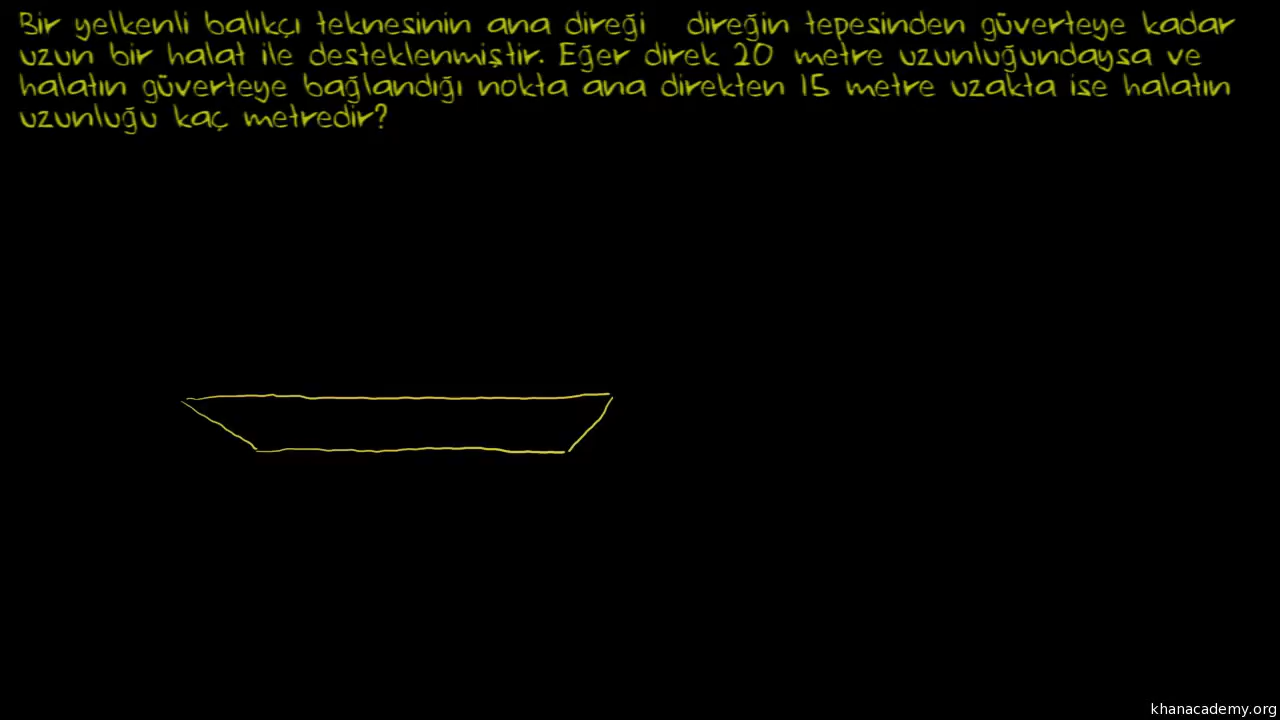 Bir yelkenli balıkçı teknesinin ana direği direğin tepesinden güverteye kadar
uzun bir halat ile desteklenmiştir. Eğer direk 20 metre uzunluğundaysa ve
halatın güverteye bağlandığı nokta ana direkten 15 metre uzakta ise halatın
uzunluğu kaç metredir?
khanacademy.org